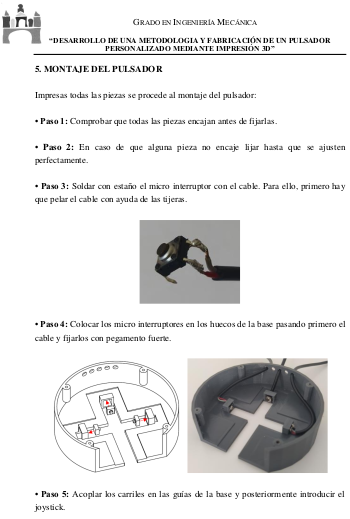 GRADO EN INGENIERÍA MECÁNICA
“DESARROLLO DE UNA METODOLOGIA Y FABRICACIÓN DE UN PULSADOR
PERSONALIZADO MEDIANTE IMPRESIÓN 3D”
5. MONTAJE DEL PULSADOR
Impresas todas las piezas se procede al montaje del pulsador:
• Paso 1: Comprobar que todas las piezas encajan antes de fijarlas.
• Paso 2: En caso de que alguna pieza no encaje lijar hasta que se ajusten
perfectamente.
• Paso 3: Soldar con estaño el micro interruptor con el cable. Para ello, primero hay
que pelar el cable con ayuda de las tijeras.
• Paso 4: Colocar los micro interruptores en los huecos de la base pasando primero el
cable y fijarlos con pegamento fuerte.
• Paso 5: Acoplar los carriles en las guías de la base y posteriormente introducir el
joystick.